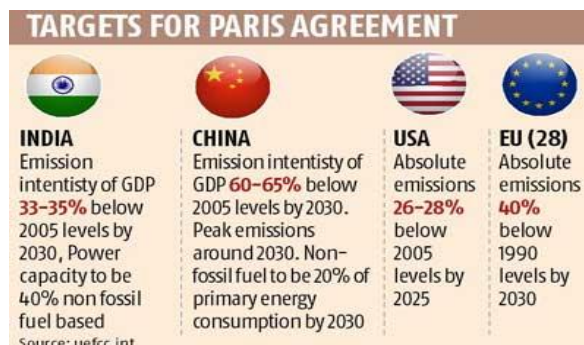 TARGETS FOR PARIS AGREEMENT
INDIA
Emission
intentisty of GDP
33–35% below
2005 levels by
2030, Power
capacity to be
40% non fossil
fuel based
CHINA
Emission intentisty of
GDP 60–65% below
2005 levels by 2030.
Peak emissions
around 2030. Non-
fossil fuel to be 20% of
primary energy
consumption by 2030
USA
Absolute
emissions
26–28%
below
2005
levels by
2025
EU (28)
Absolute
emissions
40%
below
1990
levels by
2030
Source: uefcc.int